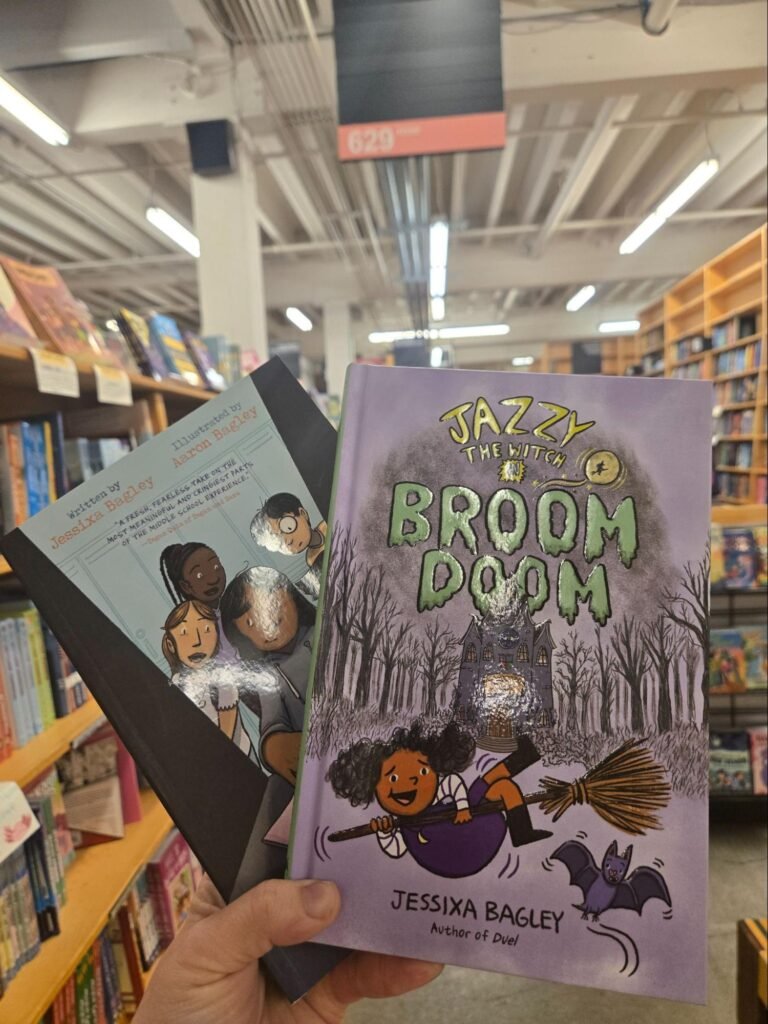 629
Written by
Jessixa Bagley
Illustrated by
Aaron Bagley
"A FRESH, FEARLESS TAKE ON THE
MOST MEANINGFUL AND CRINGIEST PARTS
OF THE MIDDLE SCHOOL EXPERIENCE."
JAZZY
THE WITCH
IN
BROOM
DOOM
JESSIXA BAGLEY
Author of Duel